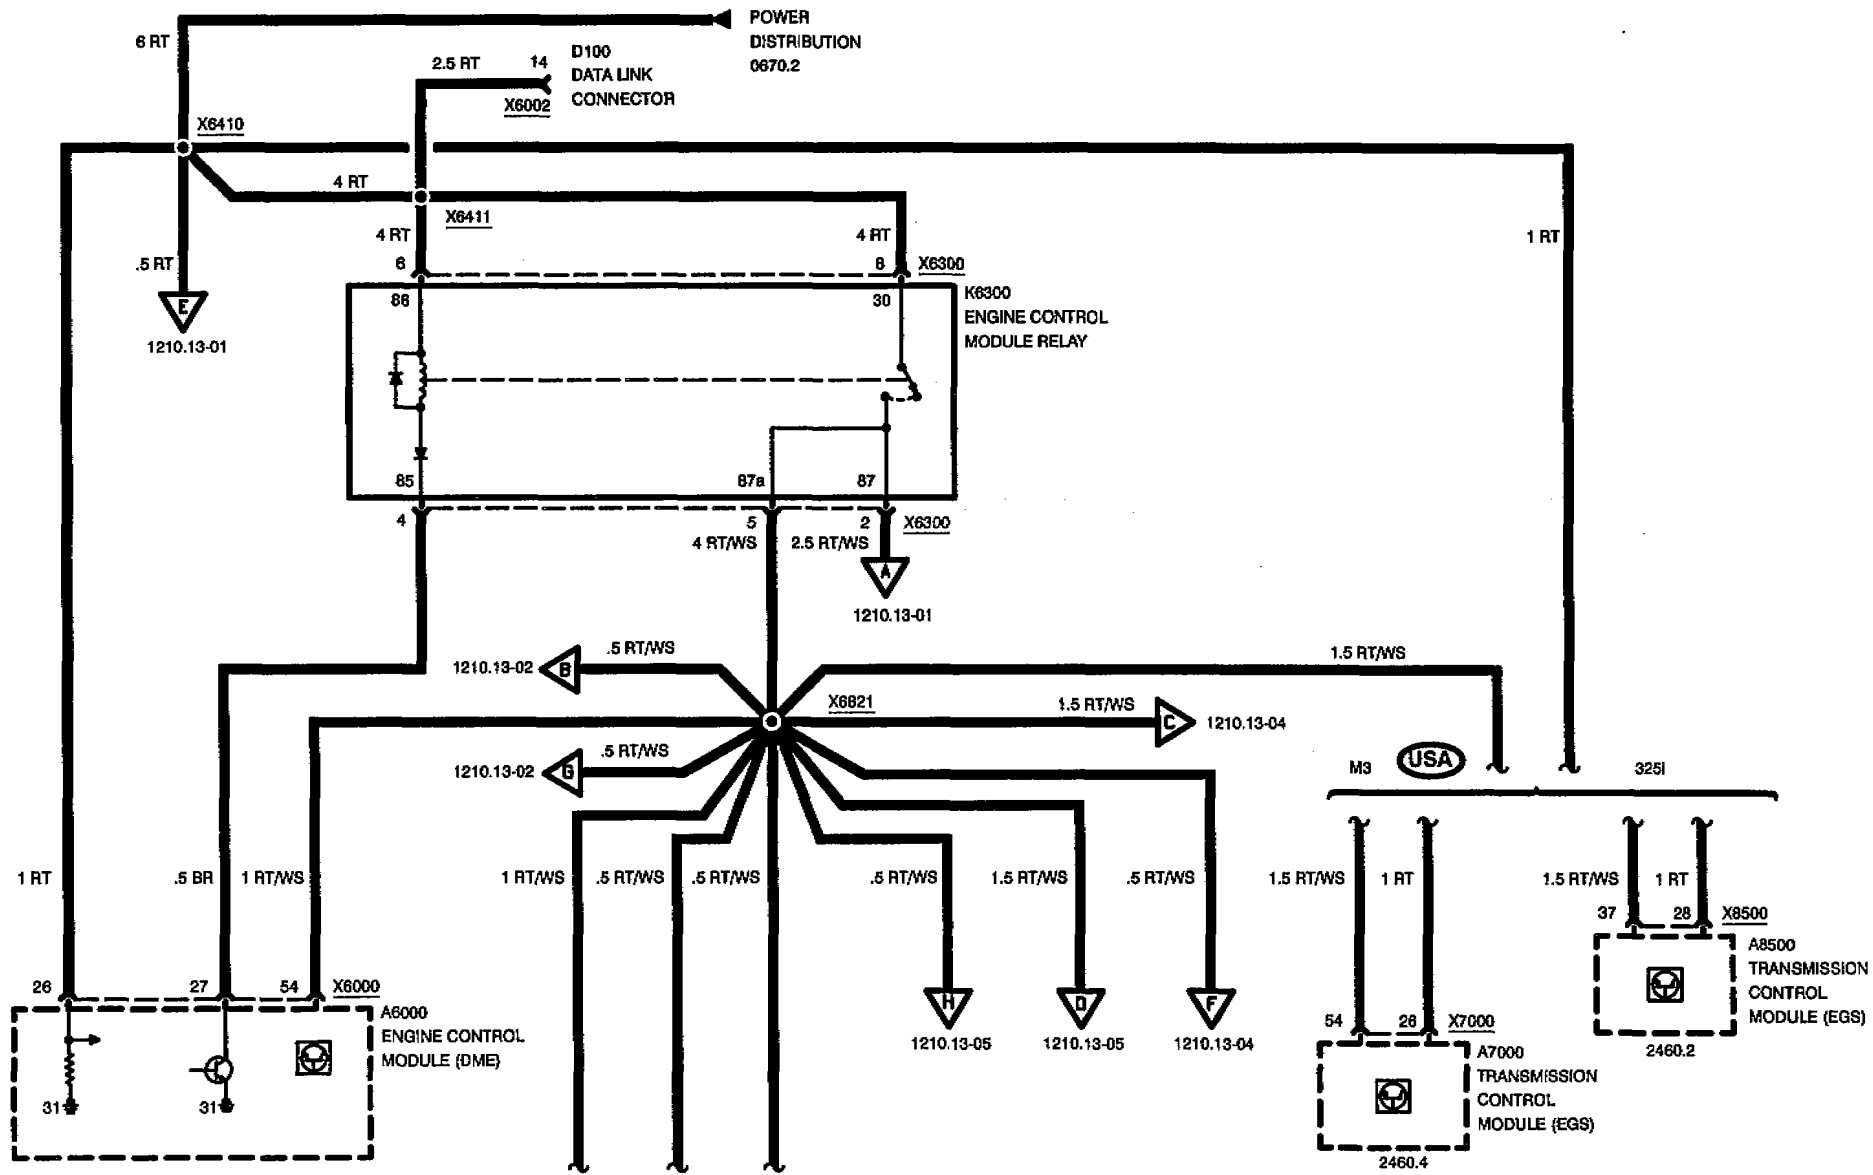 POWER
DISTRIBUTION
0670.2
6 RT
2.5 RT
14
D100
DATA LINK
CONNECTOR
X6002
X6410
4 RT
X6411
4 RT
4 RT
1 RT
.5 RT
6
8
X6300
E
86
30
K6300
ENGINE CONTROL
MODULE RELAY
1210.13-01
85
87a
87
4
5
2
X6300
4 RT/WS
2.5 RT/WS
A
1210.13-01
.5 RT/WS
1210.13-02
B
1.5 RT/WS
X6821
1.5 RT/WS
C
1210.13-04
.5 RT/WS
1210.13-02
G
M3
USA
325i
1 RT
.5 BR
1 RT/WS
1 RT/WS
.5 RT/WS
.5 RT/WS
.5 RT/WS
1.5 RT/WS
.5 RT/WS
1.5 RT/WS
1 RT
1.5 RT/WS
1 RT
37
28
X8500
A8500
TRANSMISSION
CONTROL
MODULE (EGS)
2460.2
26
27
54
X6000
A6000
ENGINE CONTROL
MODULE (DME)
31
31
H
1210.13-05
D
1210.13-05
F
1210.13-04
54
26
X7000
A7000
TRANSMISSION
CONTROL
MODULE (EGS)
2460.4